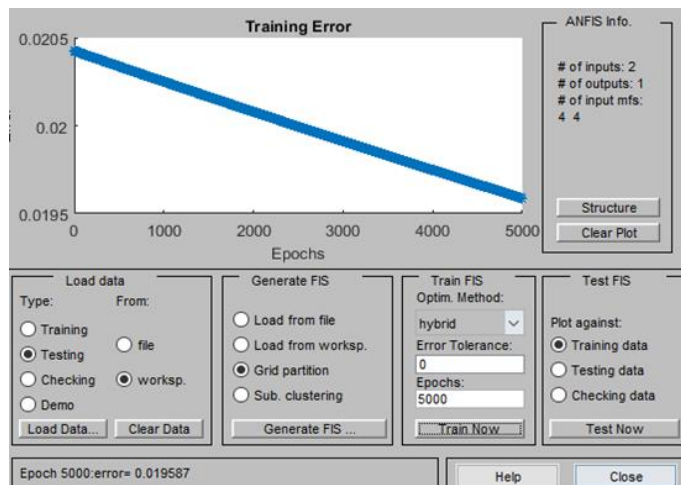 Training Error
0.0205
0.02
0.0195
0 1000 2000 3000 4000 5000
Epochs
ANFIS Info.
# of inputs: 2
# of outputs: 1
# of input mfs:
4 4
Structure
Clear Plot
Load data
Type: From:
Training
Testing
Checking
Demo
file
worksp.
Load Data... Clear Data
Generate FIS
Load from file
Load from worksp.
Grid partition
Sub. clustering
Generate FIS ...
Train FIS
Optim. Method:
hybrid
Error Tolerance:
0
Epochs:
5000
Train Now
Test FIS
Plot against:
Training data
Testing data
Checking data
Test Now
Epoch 5000:error= 0.019587
Help Close